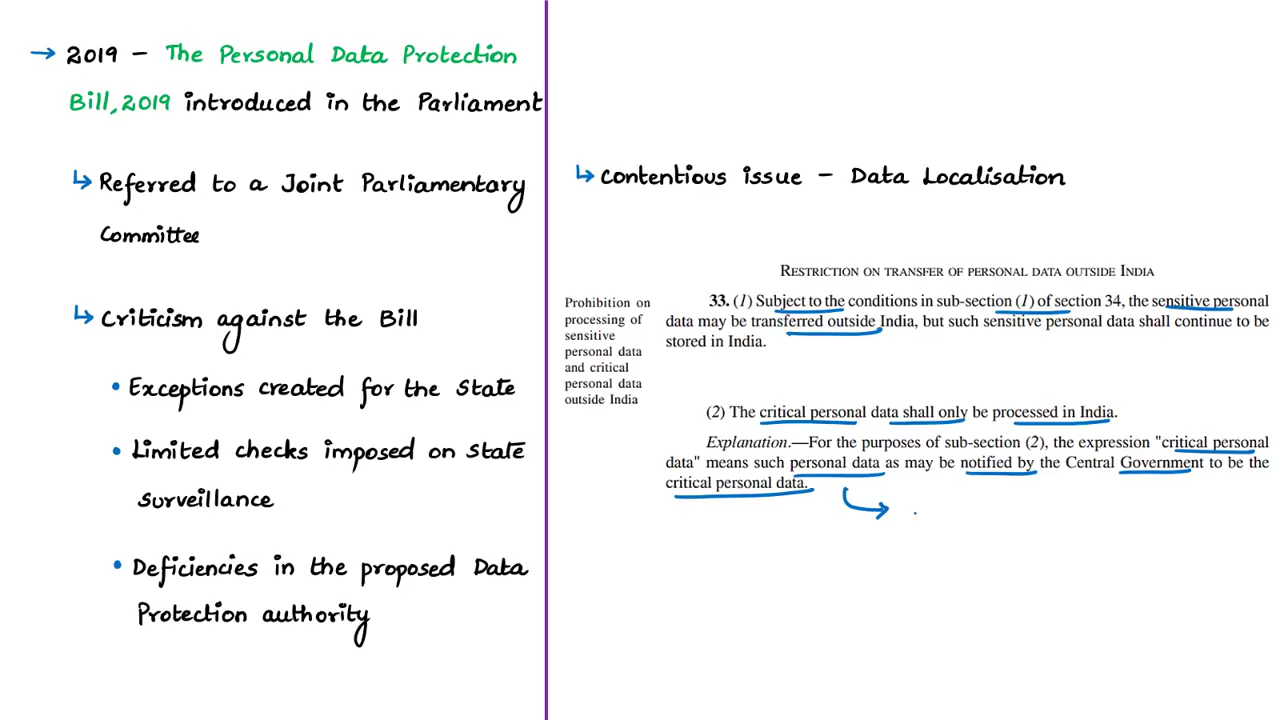 → 2019 – The Personal Data Protection
Bill, 2019 introduced in the Parliament
↳ Referred to a Joint Parliamentary
Committee
↳ Criticism against the Bill
• Exceptions created for the State
• Limited checks imposed on State
surveillance
• Deficiencies in the proposed Data
Protection authority
↳ Contentious issue – Data Localisation
RESTRICTION ON TRANSFER OF PERSONAL DATA OUTSIDE INDIA
Prohibition on
processing of
sensitive
personal data
and critical
personal data
outside India
33. (1) Subject to the conditions in sub-section (1) of section 34, the sensitive personal
data may be transferred outside India, but such sensitive personal data shall continue to be
stored in India.
(2) The critical personal data shall only be processed in India.
Explanation.—For the purposes of sub-section (2), the expression "critical personal
data" means such personal data as may be notified by the Central Government to be the
critical personal data.